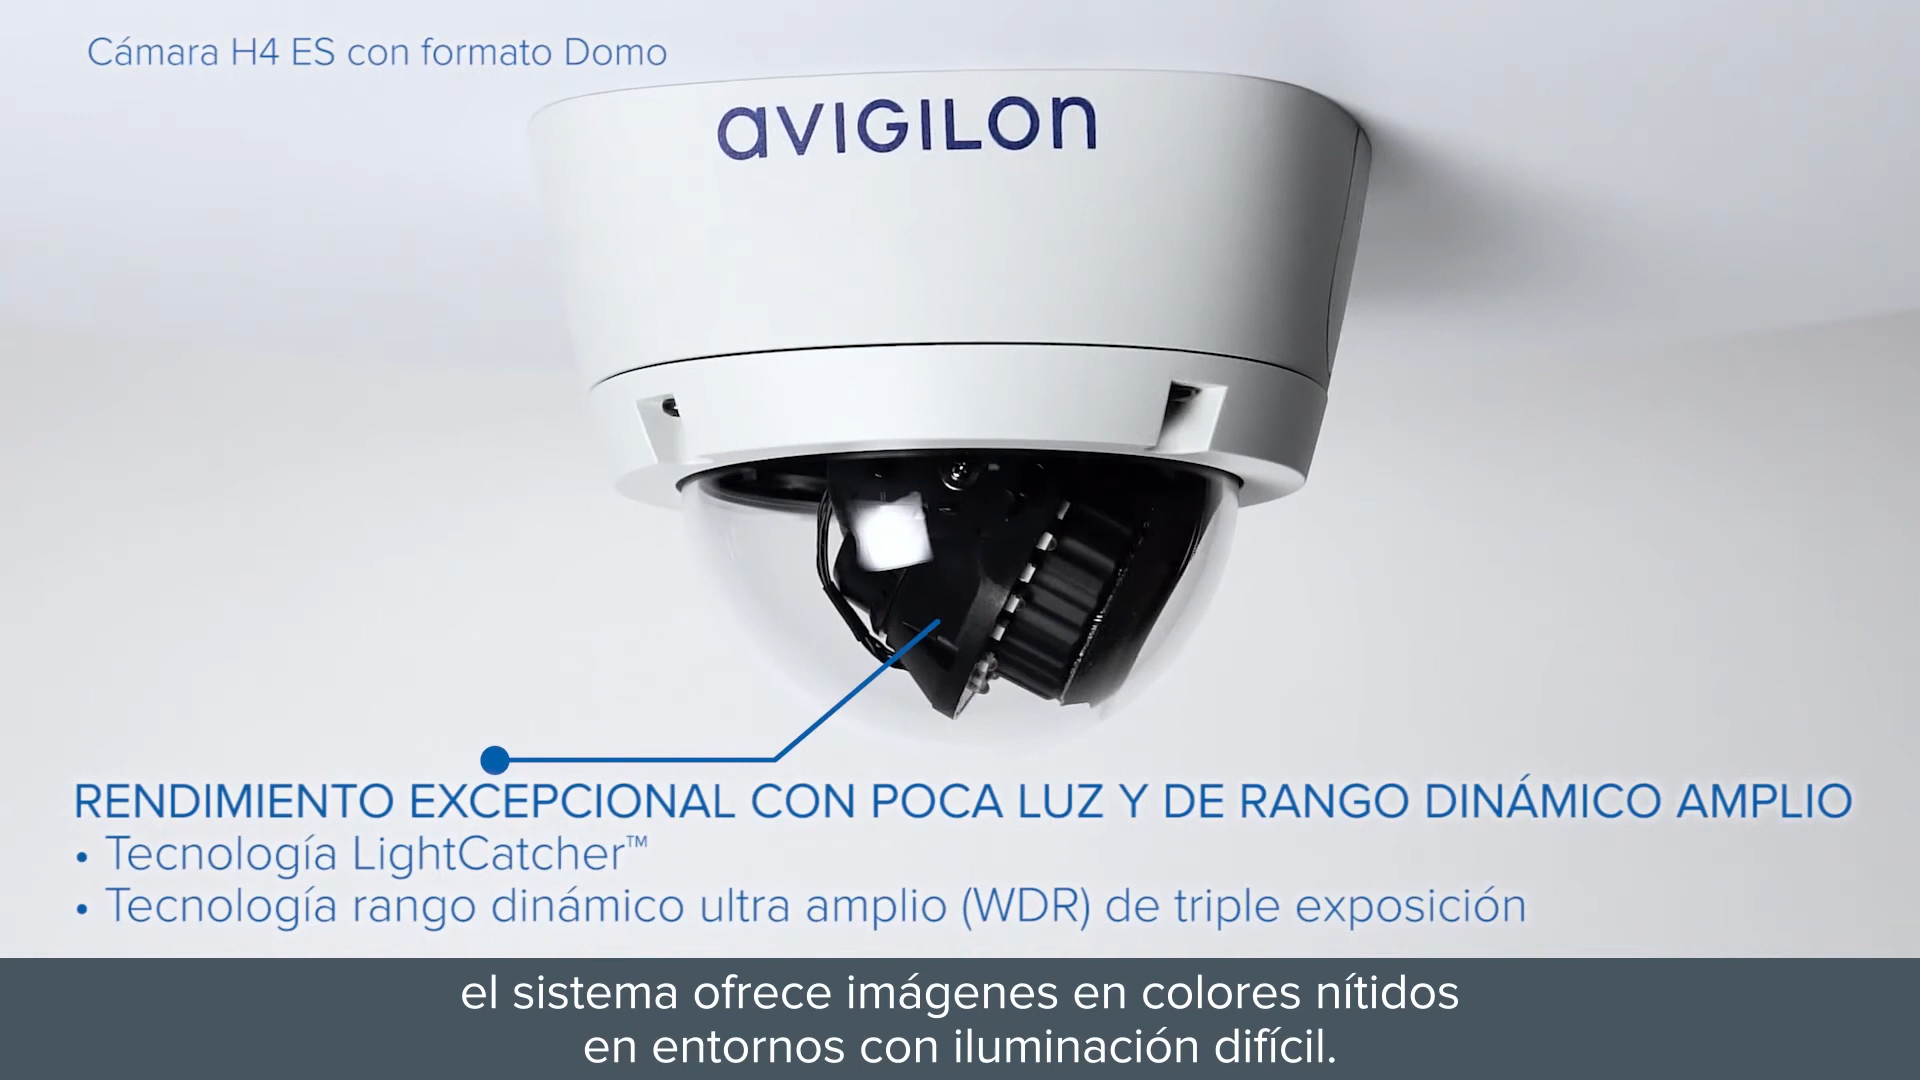 Cámara H4 ES con formato Domo
aVIGILOn
RENDIMIENTO EXCEPCIONAL CON POCA LUZ Y DE RANGO DINÁMICO AMPLIO
• Tecnología LightCatcher™
• Tecnología rango dinámico ultra amplio (WDR) de triple exposición
el sistema ofrece imágenes en colores nítidos
en entornos con iluminación difícil.